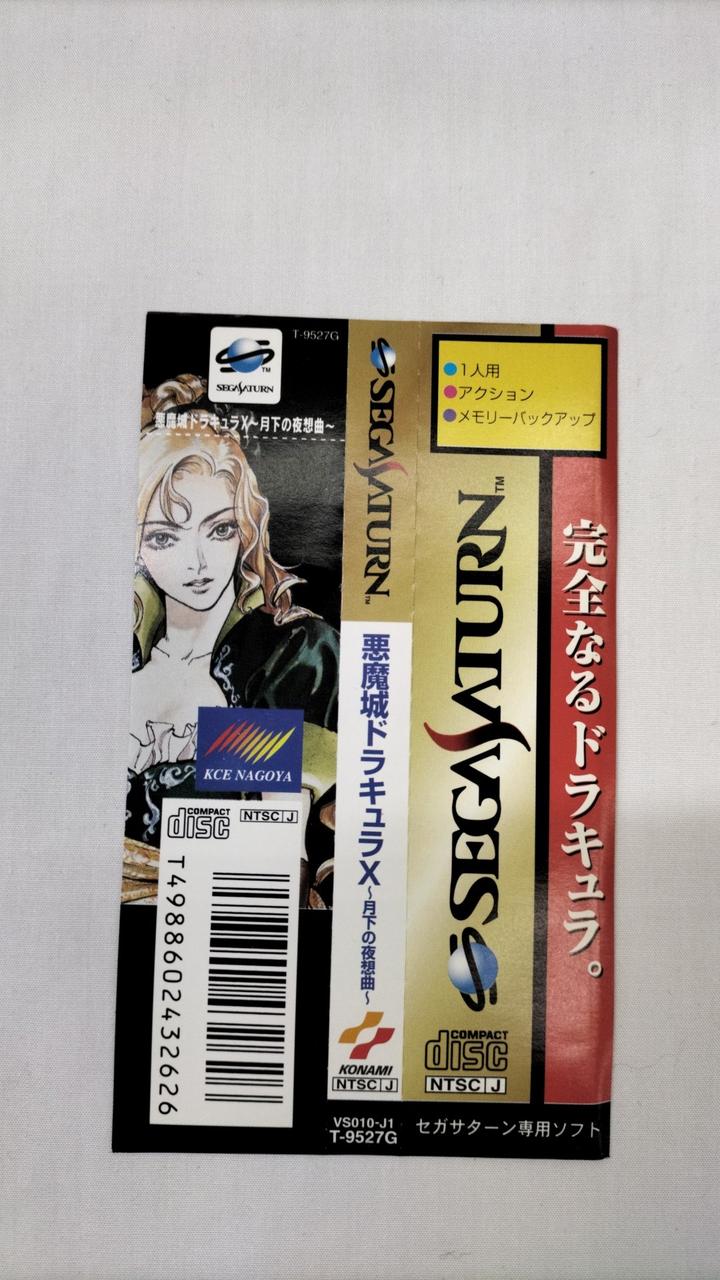 T-9527G
TM
SEGA SATURN
悪魔城ドラキュラX〜月下の夜想曲〜
KCE NAGOYA
COMPACT
disc
NTSC J
T4988602432626
SEGA SATURN TM
悪魔城ドラキュラX〜月下の夜想曲〜
KONAMI
NTSC J
VS010-J1
T-9527G
●1人用
●アクション
●メモリーバックアップ
SEGA SATURN TM
COMPACT
disc
NTSC J
セガサターン専用ソフト
完全なるドラキュラ。